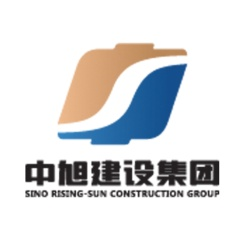 中旭建设集团
SINO RISING-SUN CONSTRUCTION GROUP